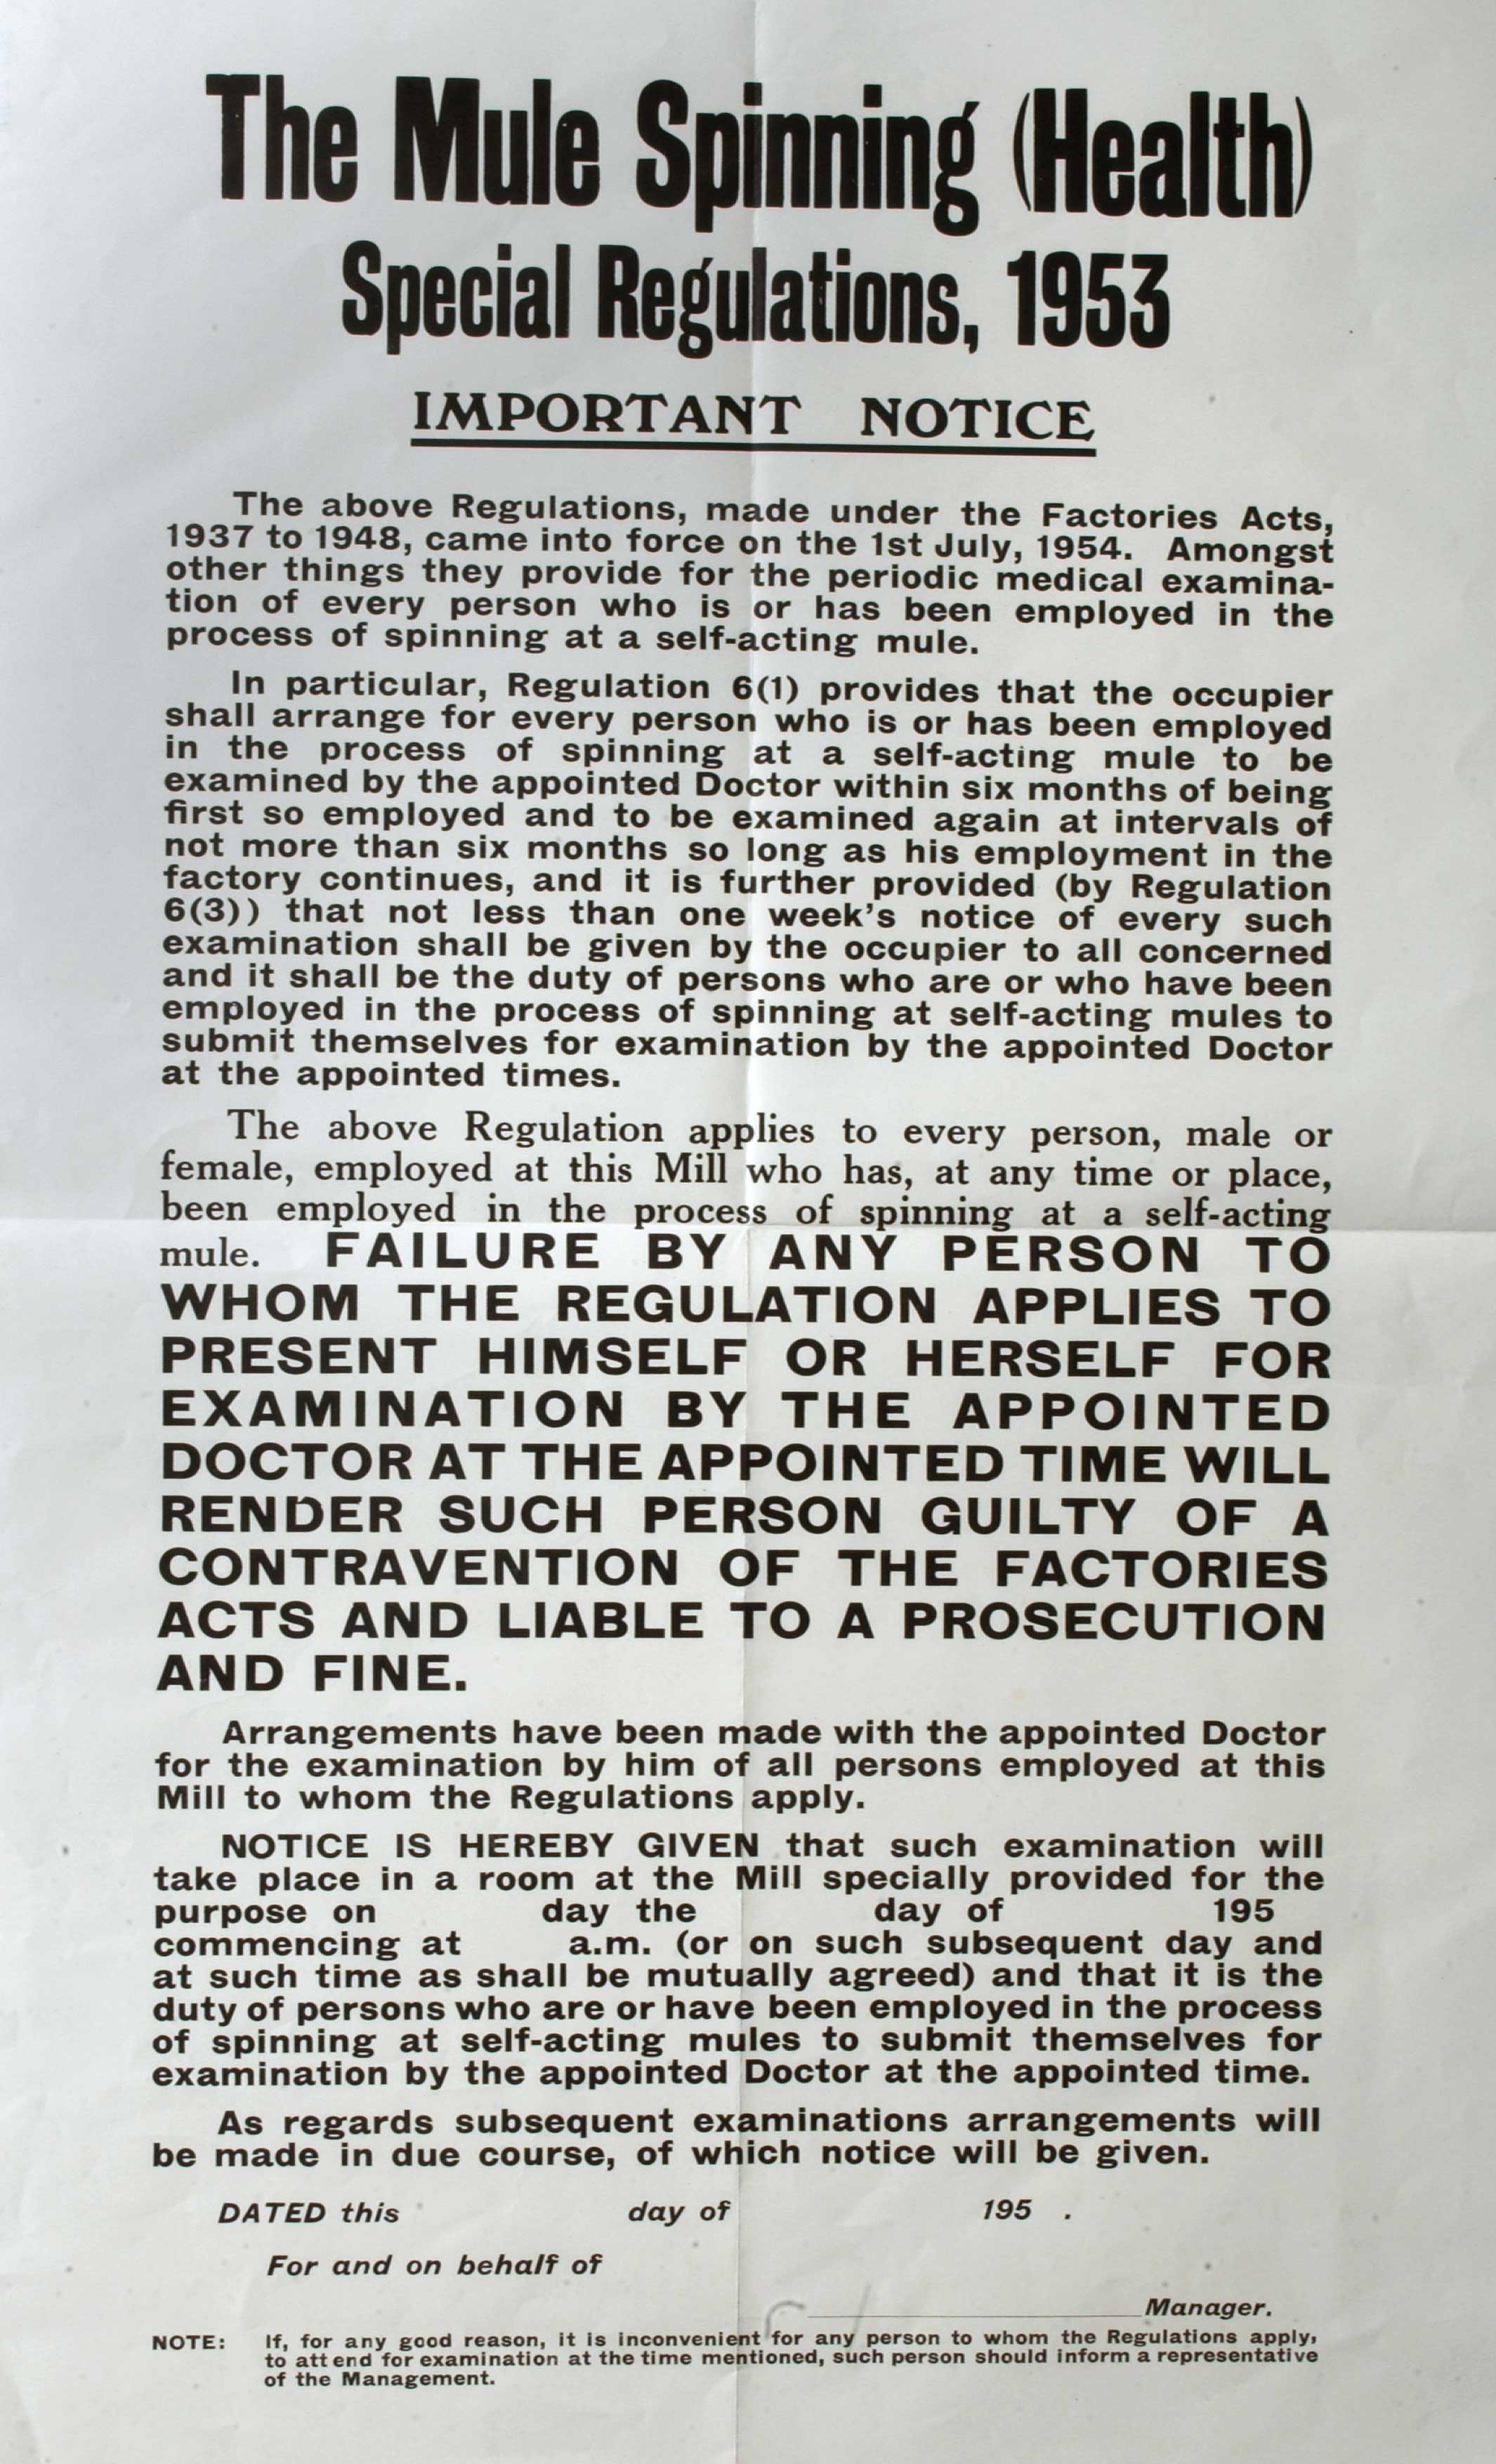 The Mule Spinning (Health)
Special Regulations, 1953
IMPORTANT NOTICE
The above Regulations, made under the Factories Acts,
1937 to 1948, came into force on the 1st July, 1954. Amongst
other things they provide for the periodic medical examina-
tion of every person who is or has been employed in the
process of spinning at a self-acting mule.
In particular, Regulation 6(1) provides that the occupier
shall arrange for every person who is or has been employed
in the process of spinning at a self-acting mule to be
examined by the appointed Doctor within six months of being
first so employed and to be examined again at intervals of
not more than six months so long as his employment in the
factory continues, and it is further provided (by Regulation
6(3)) that not less than one week's notice of every such
examination shall be given by the occupier to all concerned
and it shall be the duty of persons who are or who have been
employed in the process of spinning at self-acting mules to
submit themselves for examination by the appointed Doctor
at the appointed times.
The above Regulation applies to every person, male or
female, employed at this Mill who has, at any time or place,
been employed in the process of spinning at a self-acting
mule. FAILURE BY ANY PERSON TO
WHOM THE REGULATION APPLIES TO
PRESENT HIMSELF OR HERSELF FOR
EXAMINATION BY THE APPOINTED
DOCTOR AT THE APPOINTED TIME WILL
RENDER SUCH PERSON GUILTY OF A
CONTRAVENTION OF THE FACTORIES
ACTS AND LIABLE TO A PROSECUTION
AND FINE.
Arrangements have been made with the appointed Doctor
for the examination by him of all persons employed at this
Mill to whom the Regulations apply.
NOTICE IS HEREBY GIVEN that such examination will
take place in a room at the Mill specially provided for the
purpose on day the day of 195
commencing at a.m. (or on such subsequent day and
at such time as shall be mutually agreed) and that it is the
duty of persons who are or have been employed in the process
of spinning at self-acting mules to submit themselves for
examination by the appointed Doctor at the appointed time.
As regards subsequent examinations arrangements will
be made in due course, of which notice will be given.
DATED this day of 195 .
For and on behalf of
Manager.
NOTE: If, for any good reason, it is inconvenient for any person to whom the Regulations apply,
to attend for examination at the time mentioned, such person should inform a representative
of the Management.